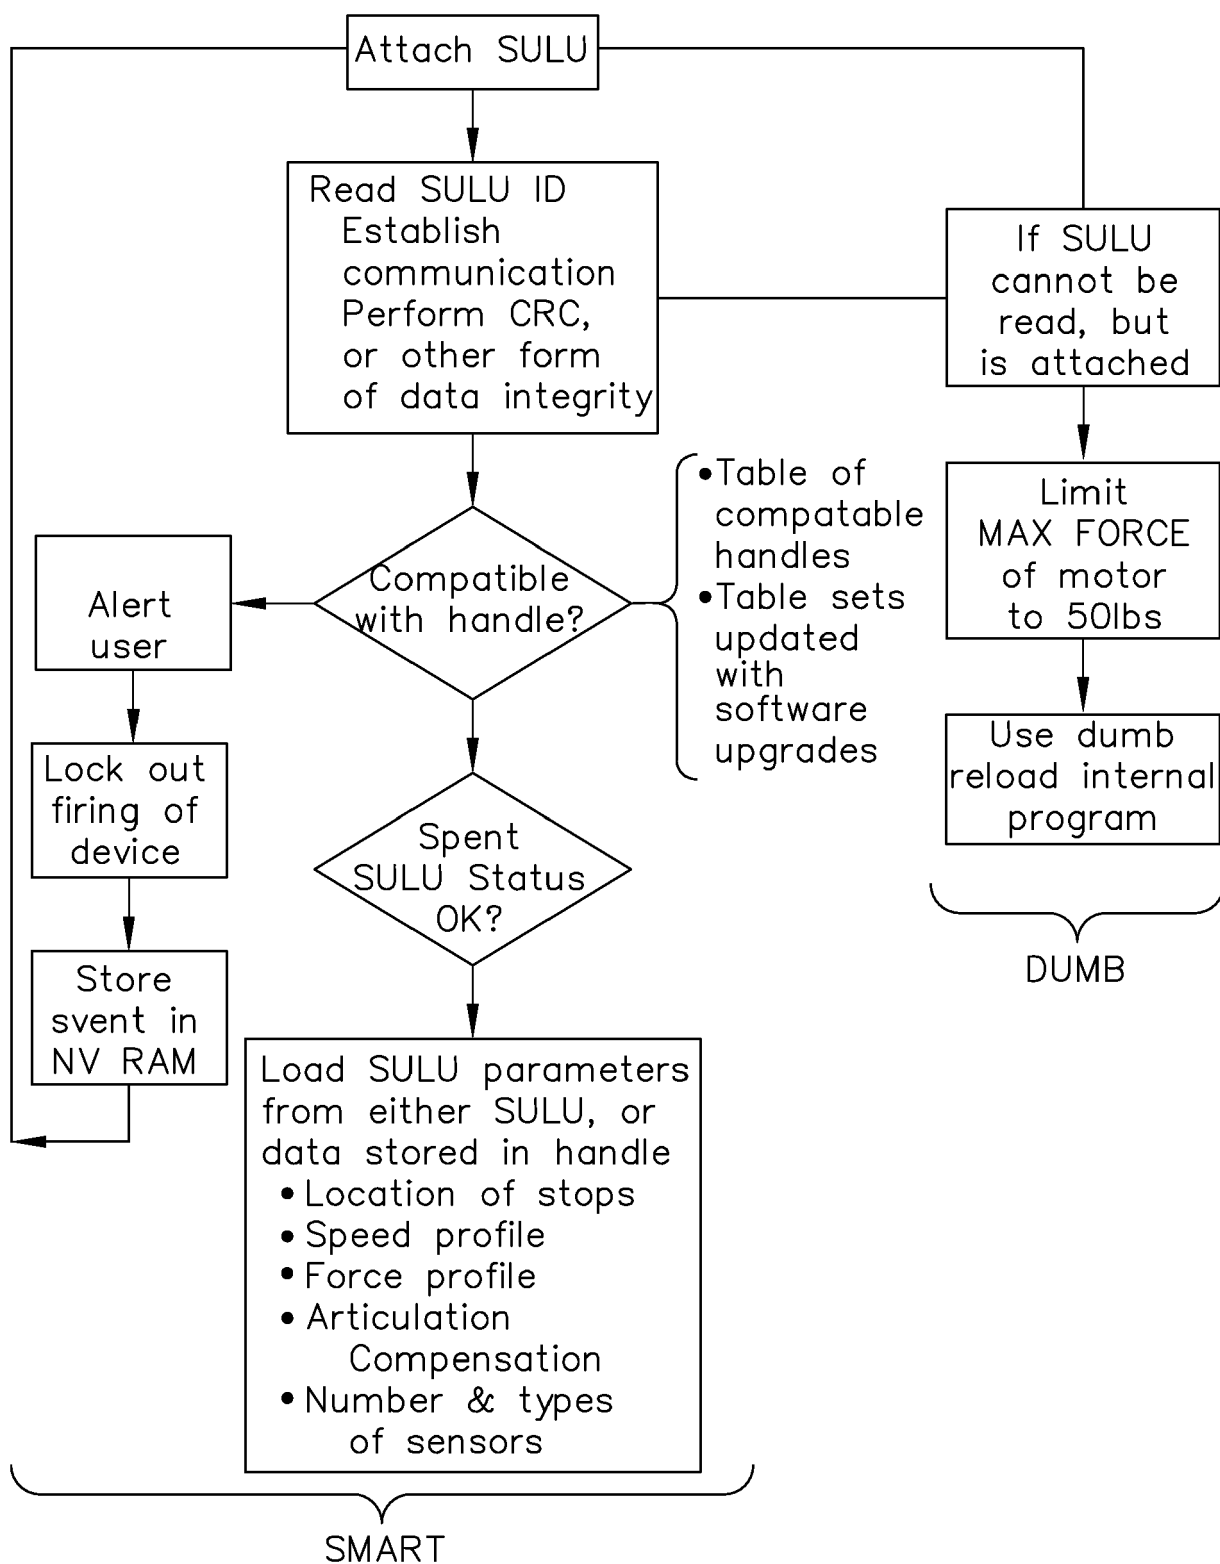 Attach SULU
Read SULU ID
Establish
communication
Perform CRC,
or other form
of data integrity
If SULU
cannot be
read, but
is attached
Limit
MAX FORCE
of motor
to 50lbs
Use dumb
reload internal
program
DUMB
Compatible
with handle?
•Table of
compatable
handles
•Table sets
updated
with
software
upgrades
Alert
user
Lock out
firing of
device
Store
svent in
NV RAM
Spent
SULU Status
OK?
Load SULU parameters
from either SULU, or
data stored in handle
• Location of stops
• Speed profile
• Force profile
• Articulation
Compensation
• Number & types
of sensors
SMART